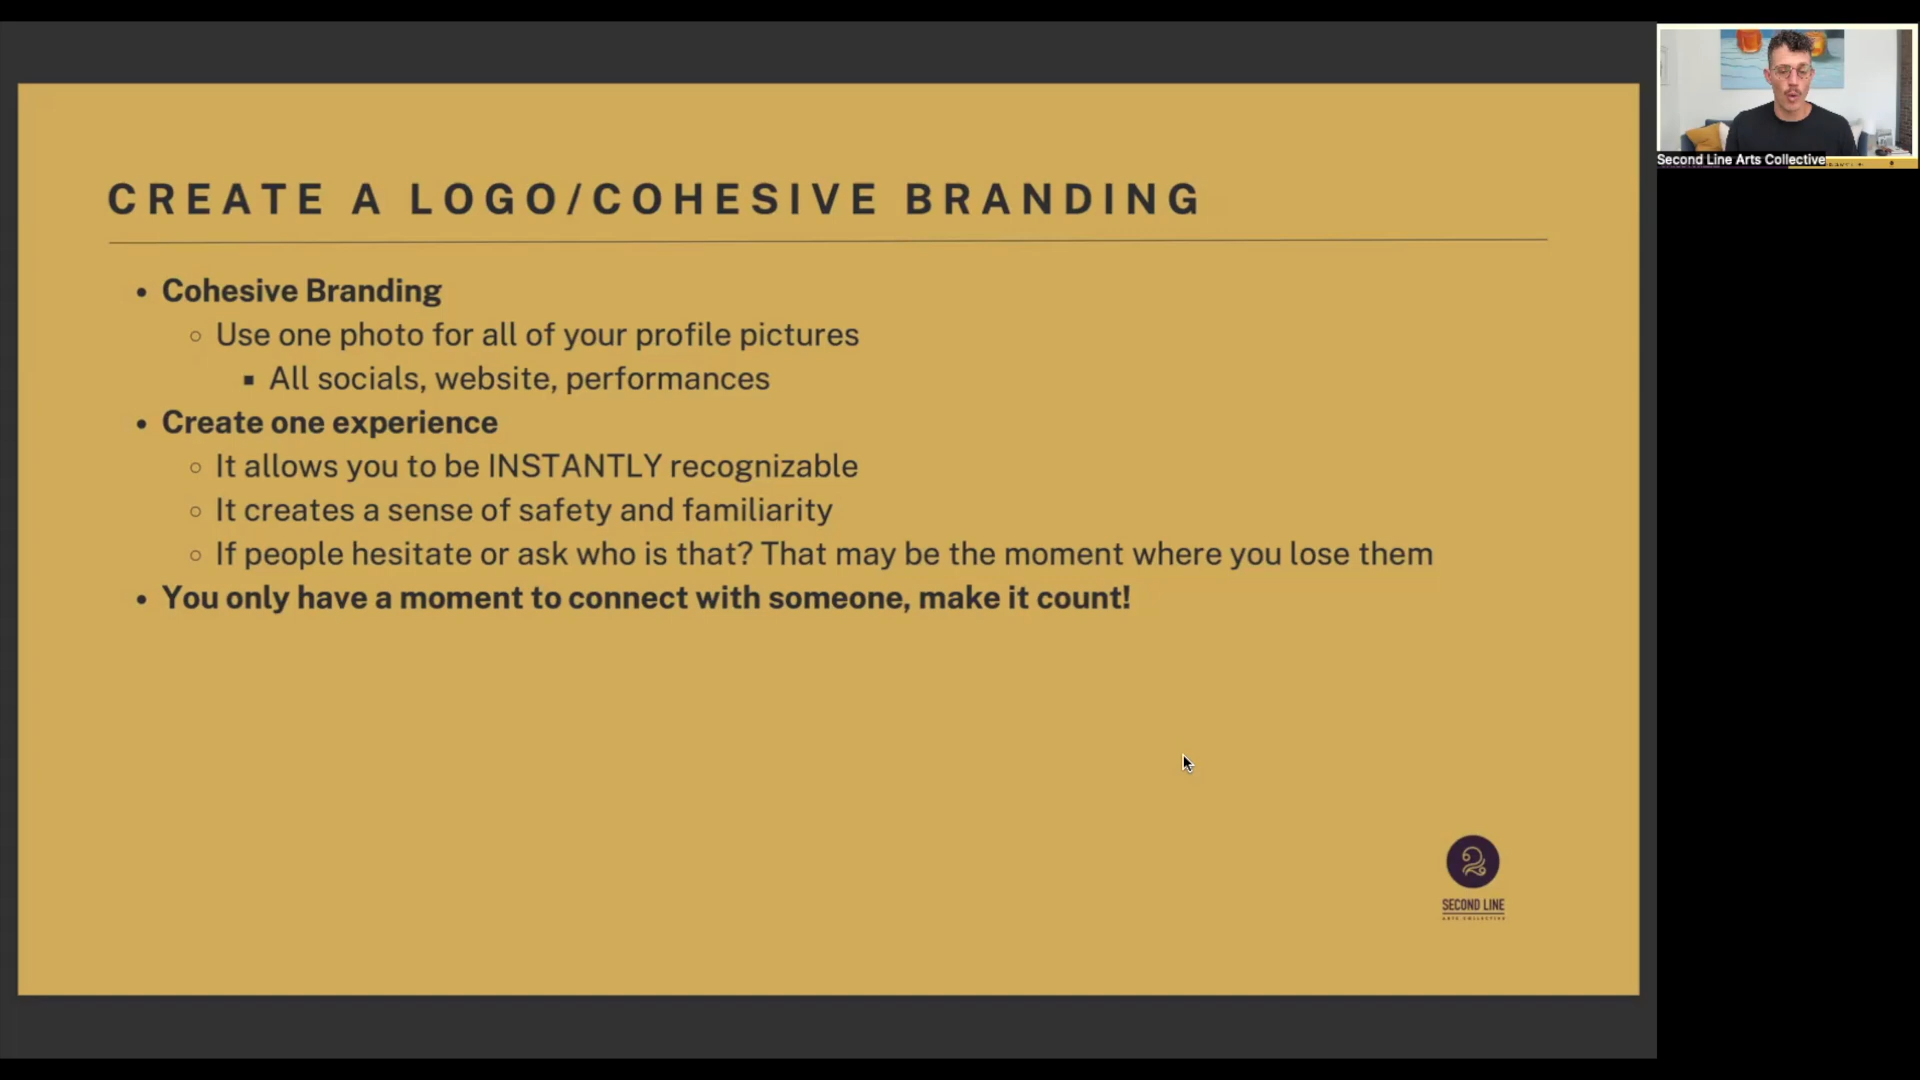 CREATE A LOGO/COHESIVE BRANDING
• Cohesive Branding
○ Use one photo for all of your profile pictures
▪ All socials, website, performances
• Create one experience
○ It allows you to be INSTANTLY recognizable
○ It creates a sense of safety and familiarity
○ If people hesitate or ask who is that? That may be the moment where you lose them
• You only have a moment to connect with someone, make it count!
Second Line Arts Collective
SECOND LINE
ARTS COLLECTIVE